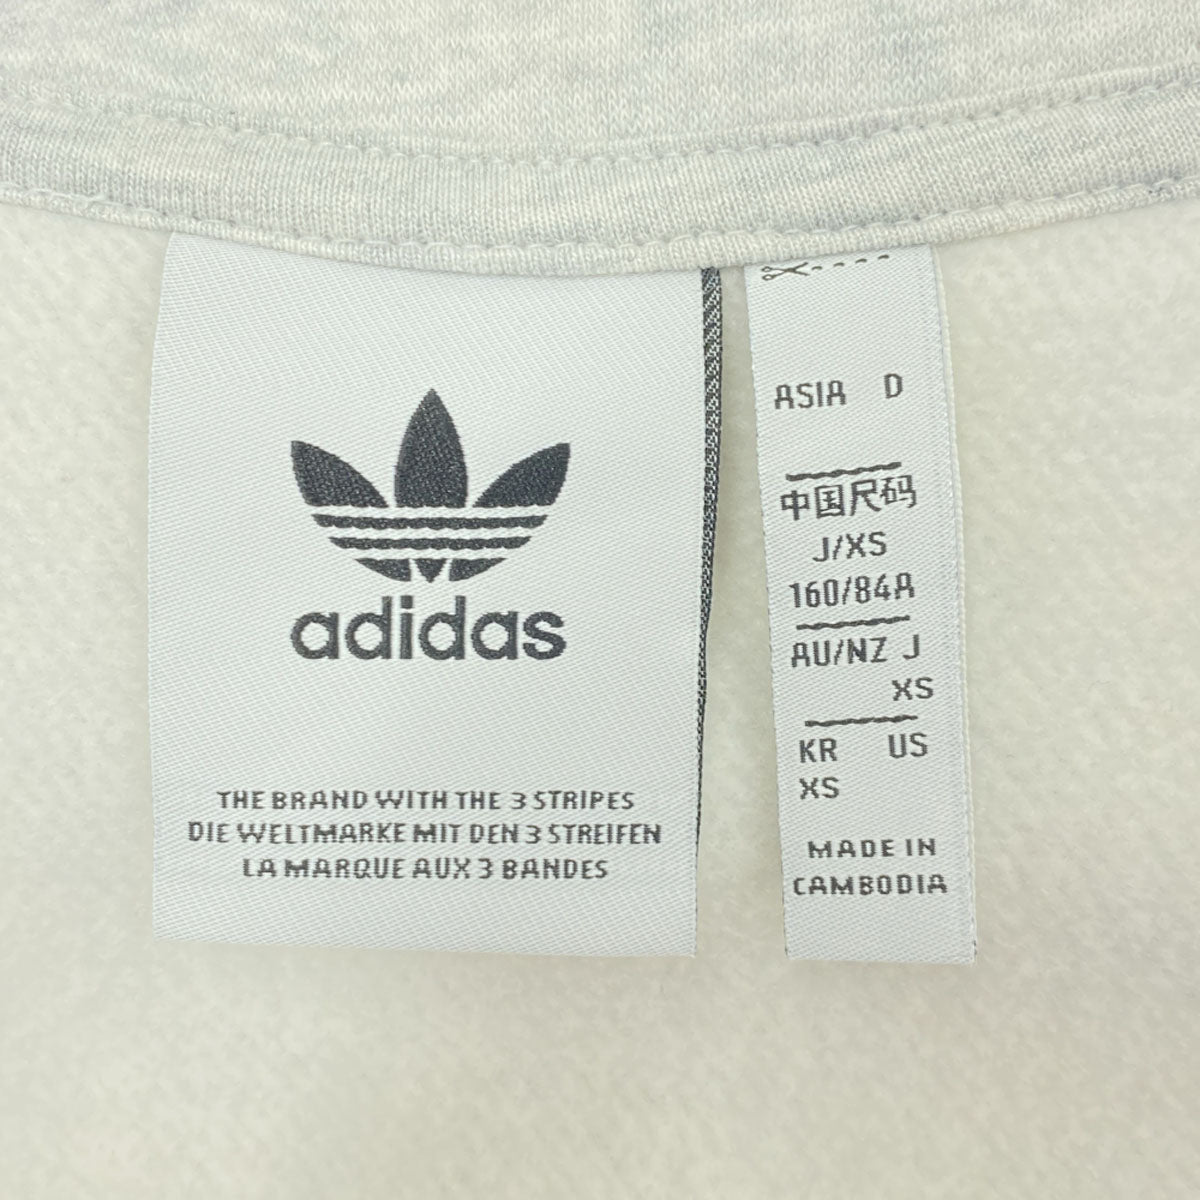 adidas
THE BRAND WITH THE 3 STRIPES
DIE WELTMARKE MIT DEN 3 STREIFEN
LA MARQUE AUX 3 BANDES
ASIA D
中国尺码
J/XS
160/84A
AU/NZ J
XS
KR US
XS
MADE IN
CAMBODIA